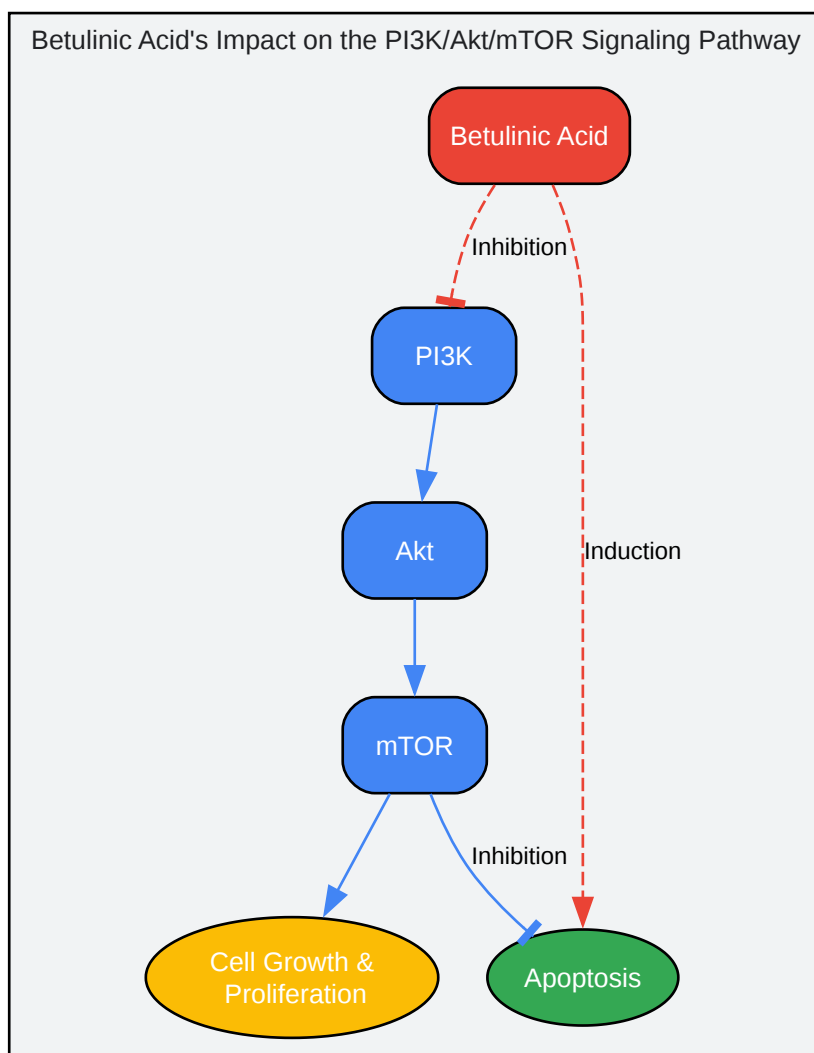 Betulinic Acid's Impact on the PI3K/Akt/mTOR Signaling Pathway
Betulinic Acid
Inhibition
PI3K
Akt
Induction
mTOR
Inhibition
Cell Growth &
Proliferation
Apoptosis